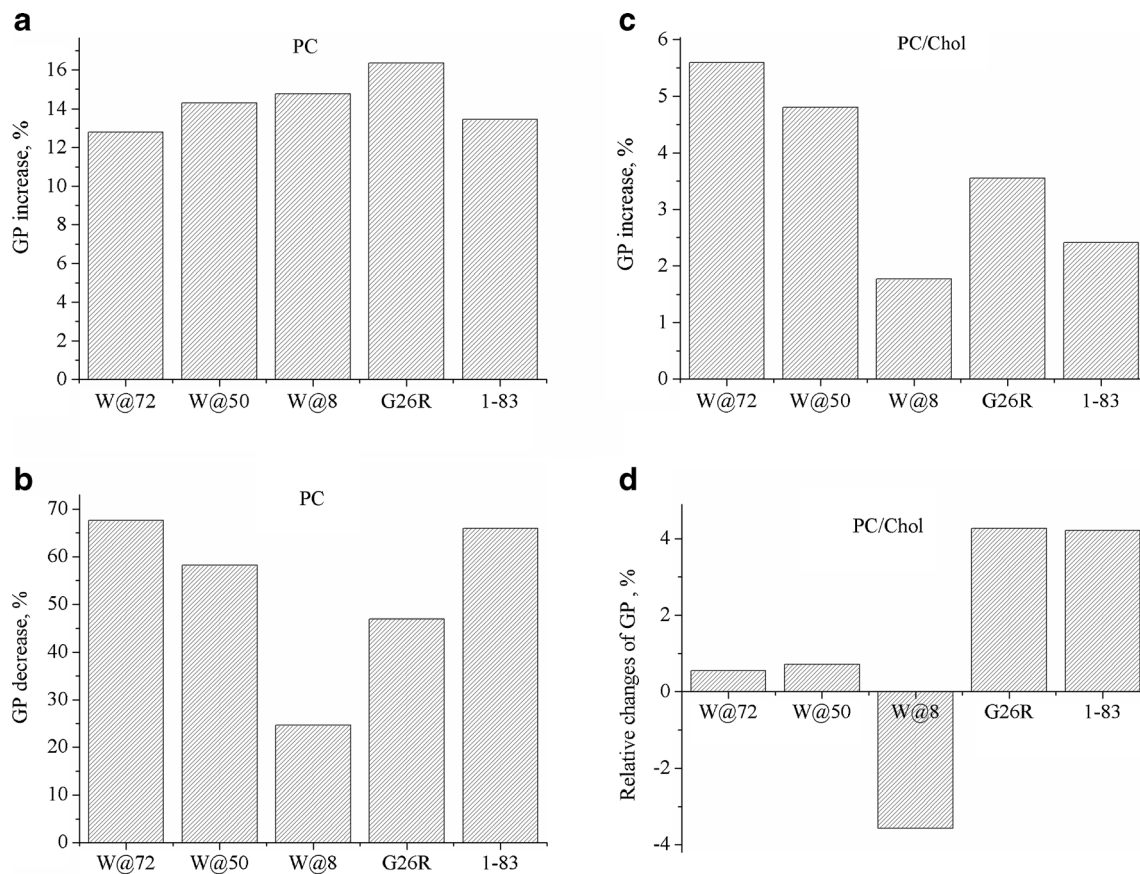 a
PC
GP increase, %
16
14
12
10
8
6
4
2
0
W@72 W@50 W@8 G26R 1-83
b
PC
GP decrease, %
70
60
50
40
30
20
10
0
W@72 W@50 W@8 G26R 1-83
c
PC/Chol
GP increase, %
6
5
4
3
2
1
0
W@72 W@50 W@8 G26R 1-83
d
PC/Chol
Relative changes of GP , %
4
2
0
W@72 W@50 W@8 G26R 1-83
-2
-4